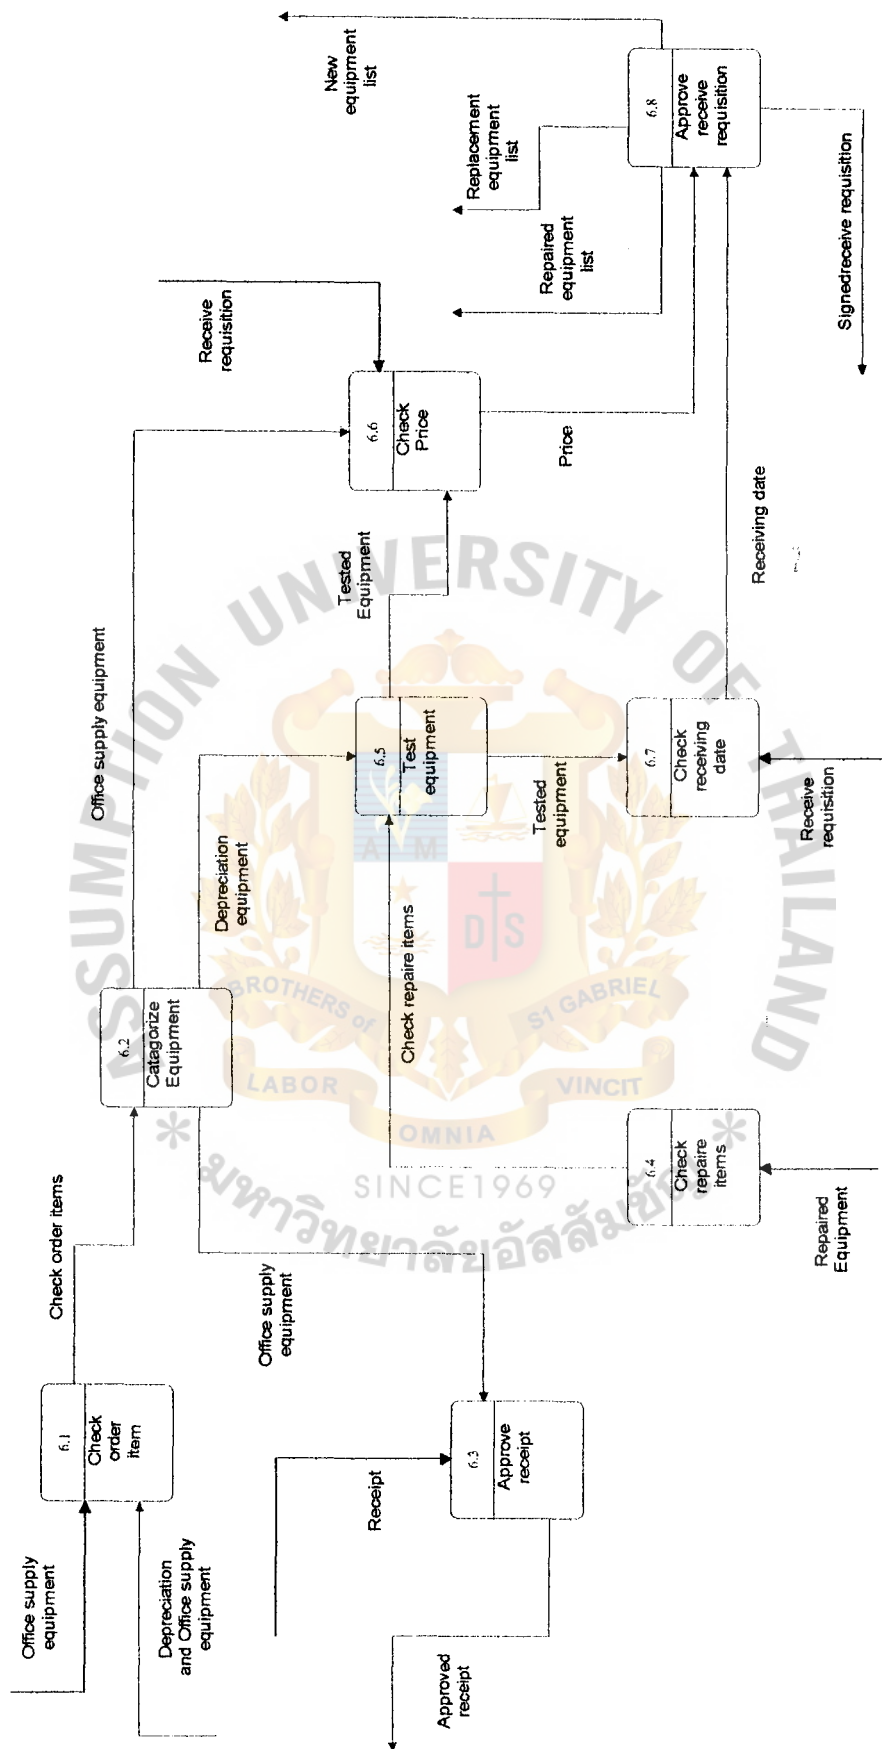 Office supply
equipment
Depreciation
and Office supply
equipment
6.1
Check
order
item
Check order items
Receipt
Approved
receipt
6.3
Approve
receipt
Office supply
equipment
6.2
Catagorize
Equipment
Office supply equipment
Depreciation
equipment
Check repaire items
6.4
Check
repaire
items
Repaired
Equipment
6.5
Test
equipment
Tested
Equipment
Tested
equipment
6.7
Check
receiving
date
Receive
requisition
Receiving date
6.6
Check
Price
Receive
requisition
Price
6.8
Approve
receive
requisition
New
equipment
list
Replacement
equipment
list
Repaired
equipment
list
Signedreceive requisition
ASSUMPTION UNIVERSITY OF THAILAND
A M
D S
BROTHERS of
S1 GABRIEL
LABOR
OMNIA
VINCIT
SINCE1969
มหาวิทยาลัยอัสสัมชัญ